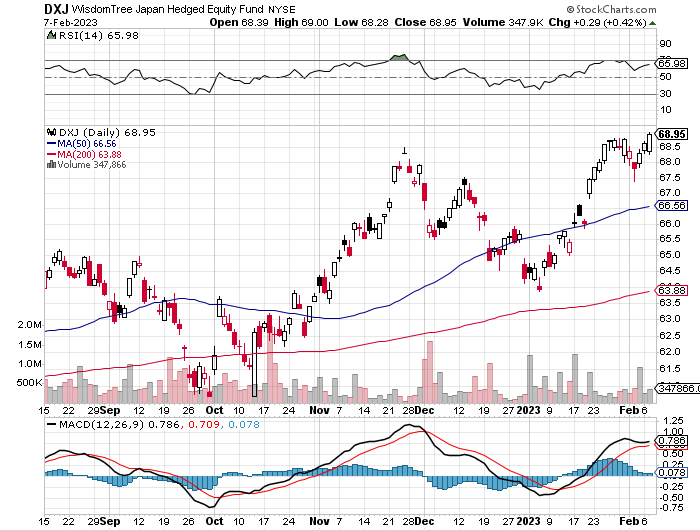 DXJ WisdomTree Japan Hedged Equity Fund NYSE © StockCharts.com
7-Feb-2023 Open 68.39 High 69.00 Low 68.28 Close 68.95 Volume 347.9K Chg +0.29 (+0.42%)
RSI(14) 65.98
90
70
65.98
50
30
10
DXJ (Daily) 68.95
MA(50) 66.56
MA(200) 63.88
Volume 347,866
68.95
68.5
68.0
67.5
67.0
66.56
66.0
65.5
65.0
64.5
63.88
63.5
63.0
62.5
62.0
61.5
347866.0
2.0M
1.5M
1.0M
500K
15 22 29 Sep 12 19 26 Oct 10 17 24 Nov 7 14 21 28 Dec 12 19 27 2023 9 17 23 Feb 6
MACD(12,26,9) 0.786, 0.709, 0.078
1.25
1.00
0.786
0.50
0.25
0.078
-0.25
-0.50
-0.75
15 22 29 Sep 12 19 26 Oct 10 17 24 Nov 7 14 21 28 Dec 12 19 27 2023 9 17 23 Feb 6